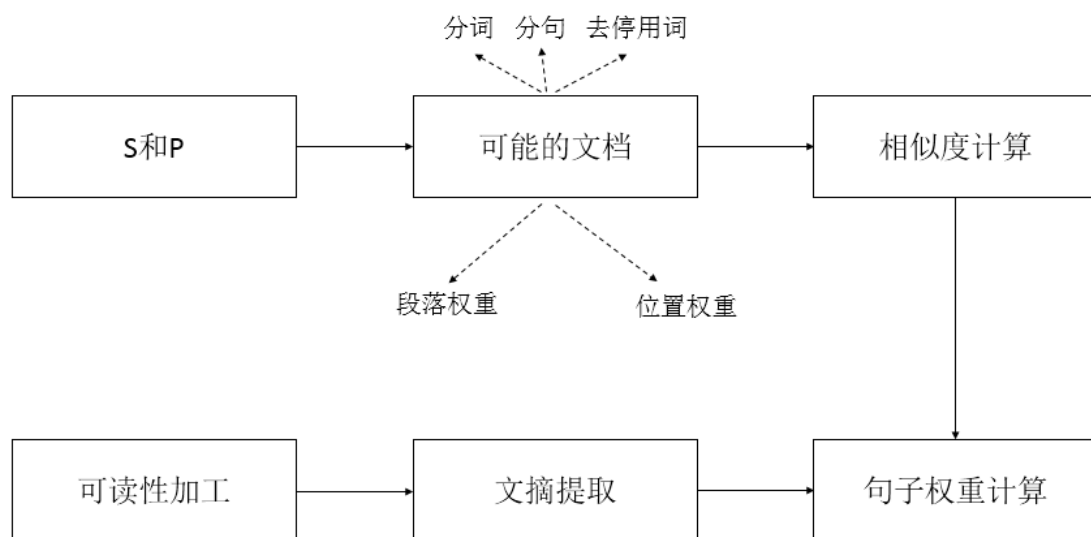 分词 分句 去停用词
S和P
可能的文档
相似度计算
段落权重
位置权重
可读性加工
文摘提取
句子权重计算